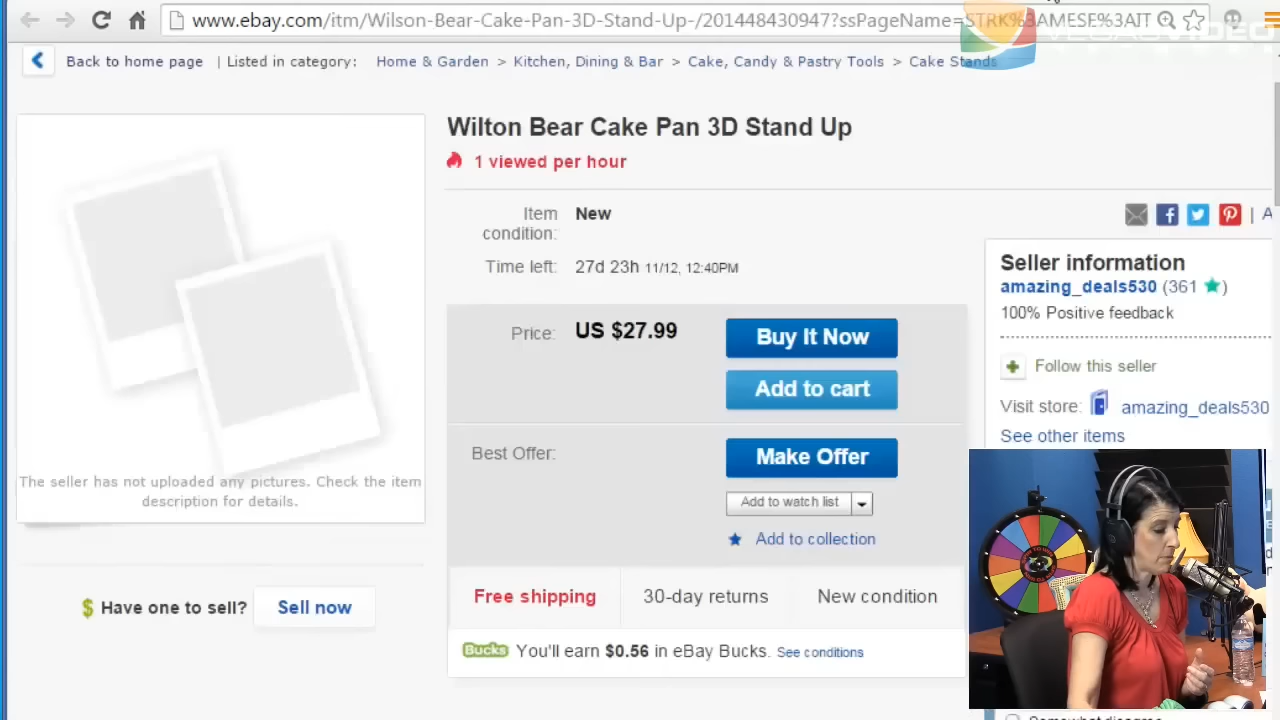 www.ebay.com/itm/Wilson-Bear-Cake-Pan-3D-Stand-Up-/201448430947?ssPageName=STRK%3AMESE%3AIT
VEGAS VIDEO
Back to home page | Listed in category: Home & Garden > Kitchen, Dining & Bar > Cake, Candy & Pastry Tools > Cake Stands
Wilton Bear Cake Pan 3D Stand Up
1 viewed per hour
Item condition: New
Time left: 27d 23h 11/12, 12:40PM
Price: US $27.99
Buy It Now
Add to cart
Best Offer:
Make Offer
Add to watch list
Add to collection
Free shipping
30-day returns
New condition
Bucks You'll earn $0.56 in eBay Bucks. See conditions
The seller has not uploaded any pictures. Check the item
description for details.
$ Have one to sell? Sell now
| A
Seller information
amazing_deals530 (361 ★)
100% Positive feedback
Follow this seller
Visit store: amazing_deals530
See other items